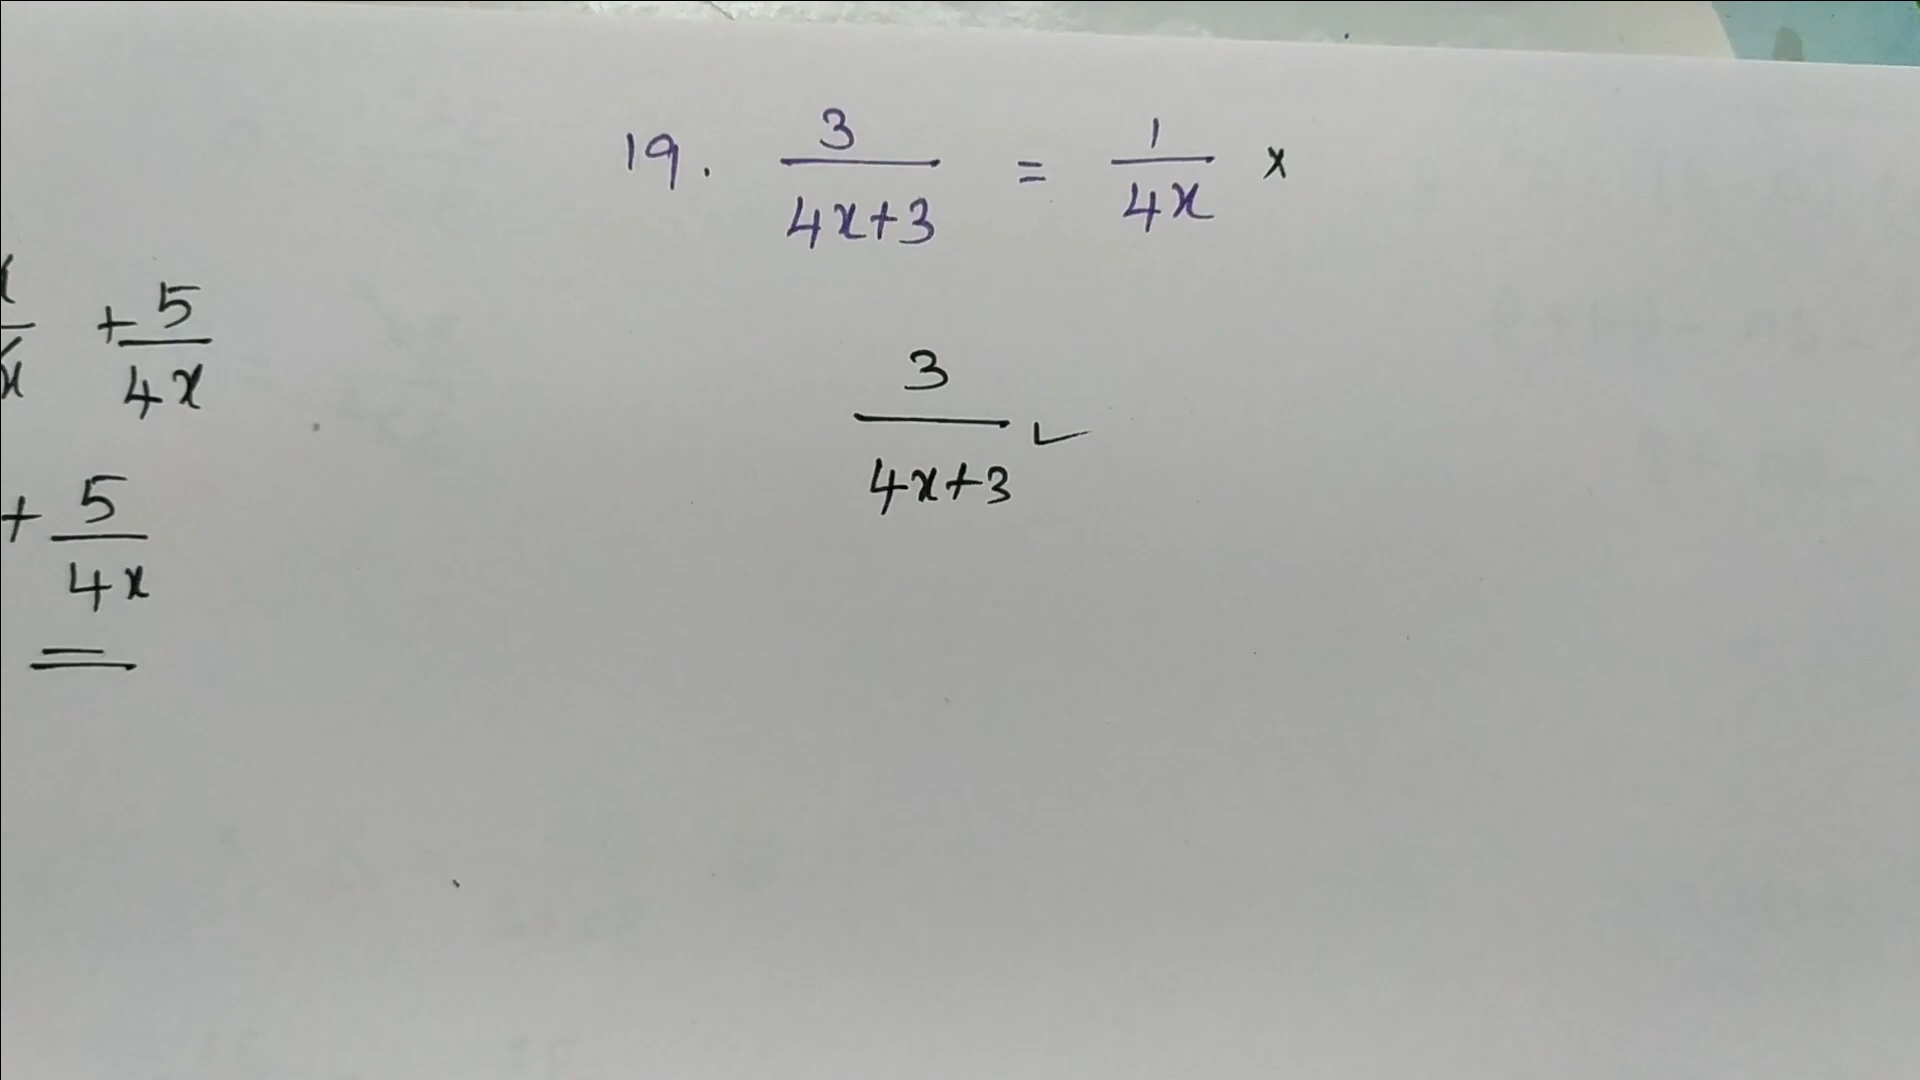 19. 3/(4x+3) = 1/(4x) ×
+ 5/(4x)
3/(4x+3) ✓
+ 5/(4x)